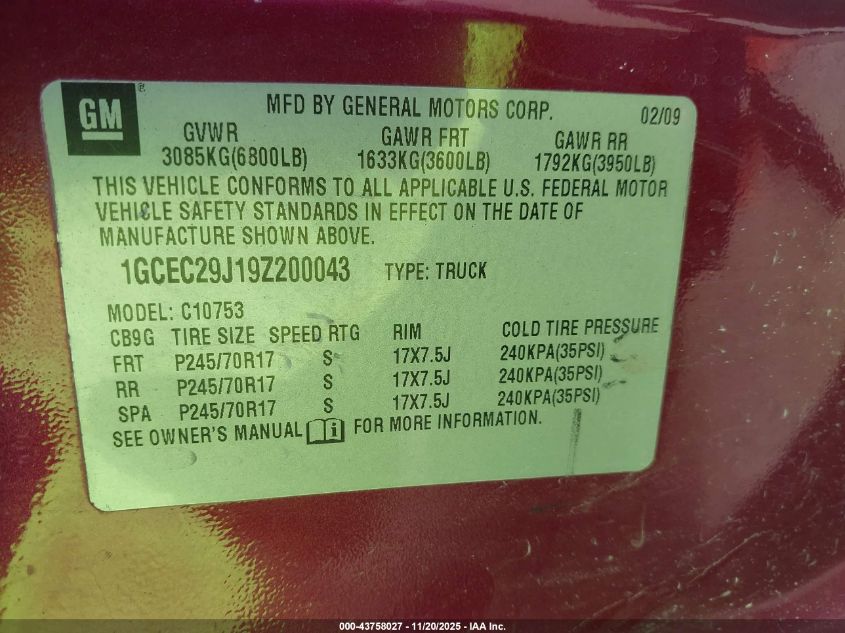 GM
MFD BY GENERAL MOTORS CORP. 02/09
GVWR GAWR FRT GAWR RR
3085KG(6800LB) 1633KG(3600LB) 1792KG(3950LB)
THIS VEHICLE CONFORMS TO ALL APPLICABLE U.S. FEDERAL MOTOR
VEHICLE SAFETY STANDARDS IN EFFECT ON THE DATE OF
MANUFACTURE SHOWN ABOVE.
1GCEC29J19Z200043 TYPE: TRUCK
MODEL: C10753
CB9G TIRE SIZE SPEED RTG RIM COLD TIRE PRESSURE
FRT P245/70R17 S 17X7.5J 240KPA(35PSI)
RR P245/70R17 S 17X7.5J 240KPA(35PSI)
SPA P245/70R17 S 17X7.5J 240KPA(35PSI)
SEE OWNER'S MANUAL i FOR MORE INFORMATION.
000-43758027 - 11/20/2025 - IAA Inc.